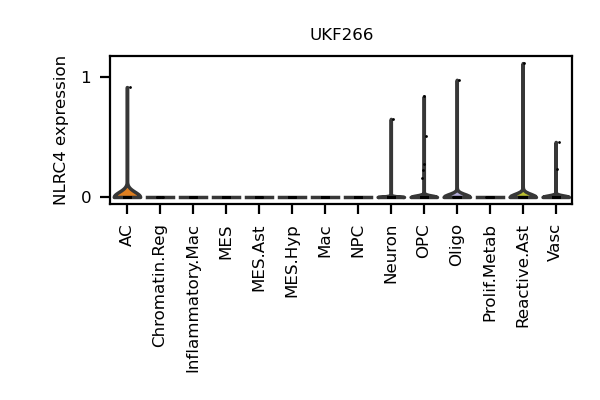 UKF266
NLRC4 expression
1
0
AC
Chromatin.Reg
Inflammatory.Mac
MES
MES.Ast
MES.Hyp
Mac
NPC
Neuron
OPC
Oligo
Prolif.Metab
Reactive.Ast
Vasc